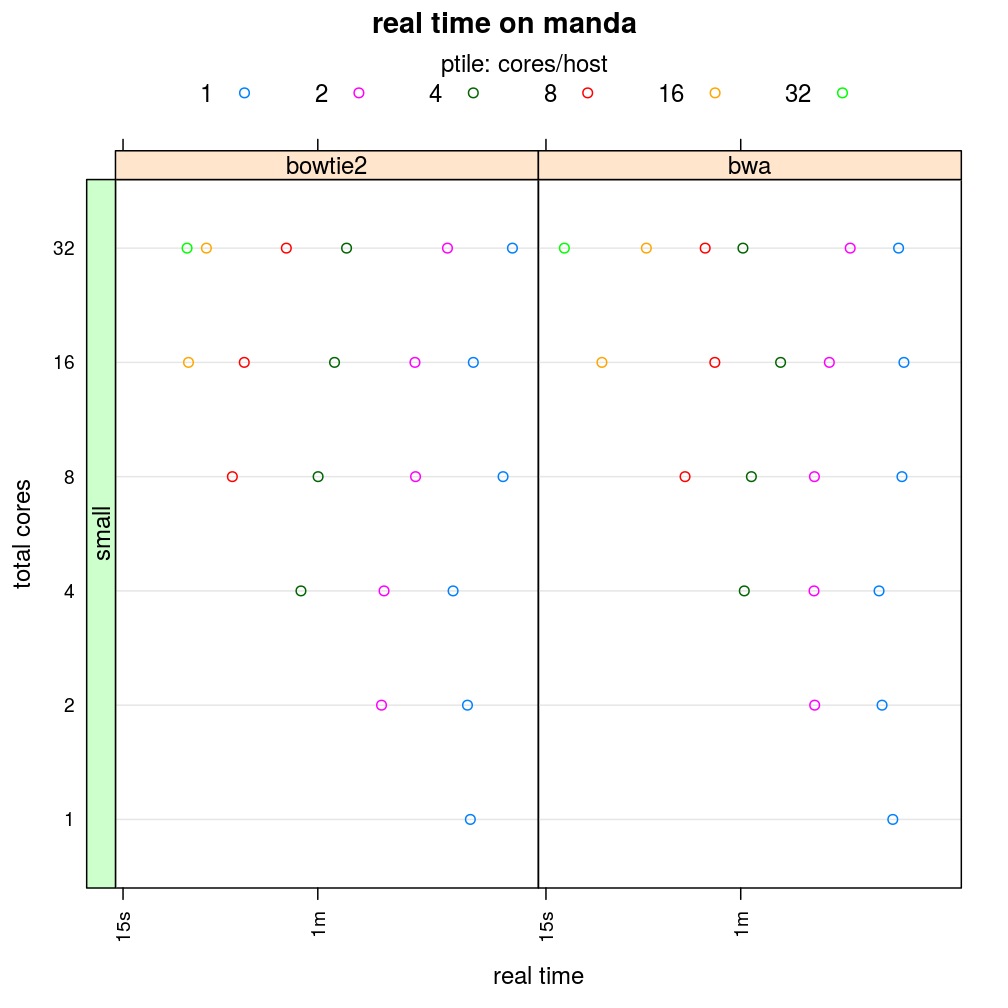 real time on manda
ptile: cores/host
1 2 4 8 16 32
bowtie2 bwa
32
16
8
small
total cores
4
2
1
15s 1m 15s 1m
real time